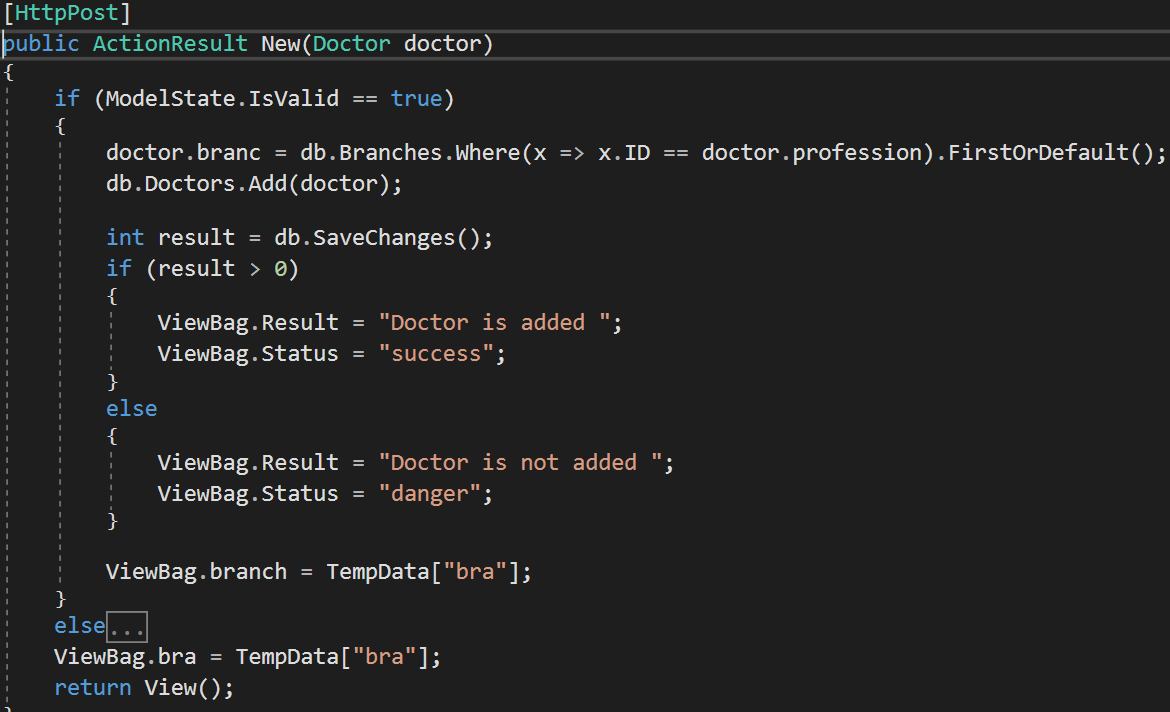 [HttpPost]
public ActionResult New(Doctor doctor)
{
if (ModelState.IsValid == true)
{
doctor.branc = db.Branches.Where(x => x.ID == doctor.profession).FirstOrDefault();
db.Doctors.Add(doctor);
int result = db.SaveChanges();
if (result > 0)
{
ViewBag.Result = "Doctor is added ";
ViewBag.Status = "success";
}
else
{
ViewBag.Result = "Doctor is not added ";
ViewBag.Status = "danger";
}
ViewBag.branch = TempData["bra"];
}
else...
ViewBag.bra = TempData["bra"];
return View();
}